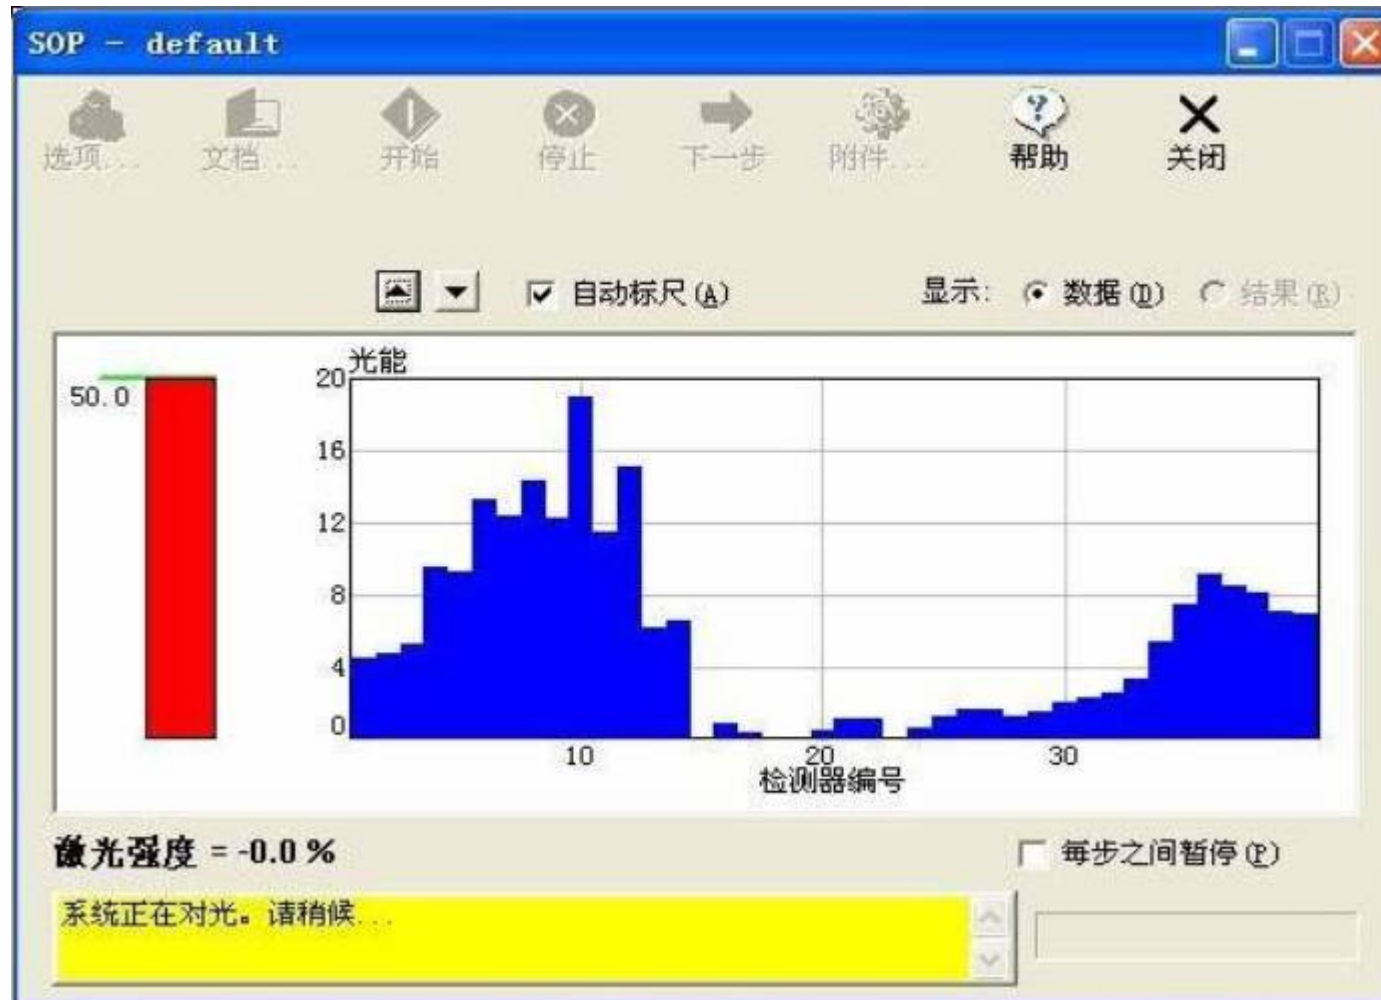 SOP - default
选项... 文档... 开始 停止 下一步 附件... 帮助 关闭
自动标尺(A) 显示: 数据(D) 结果(R)
光能
50.0
20
16
12
8
4
0
10 20 30
检测器编号
激光强度 = -0.0 %
每步之间暂停(P)
系统正在对光。请稍候...